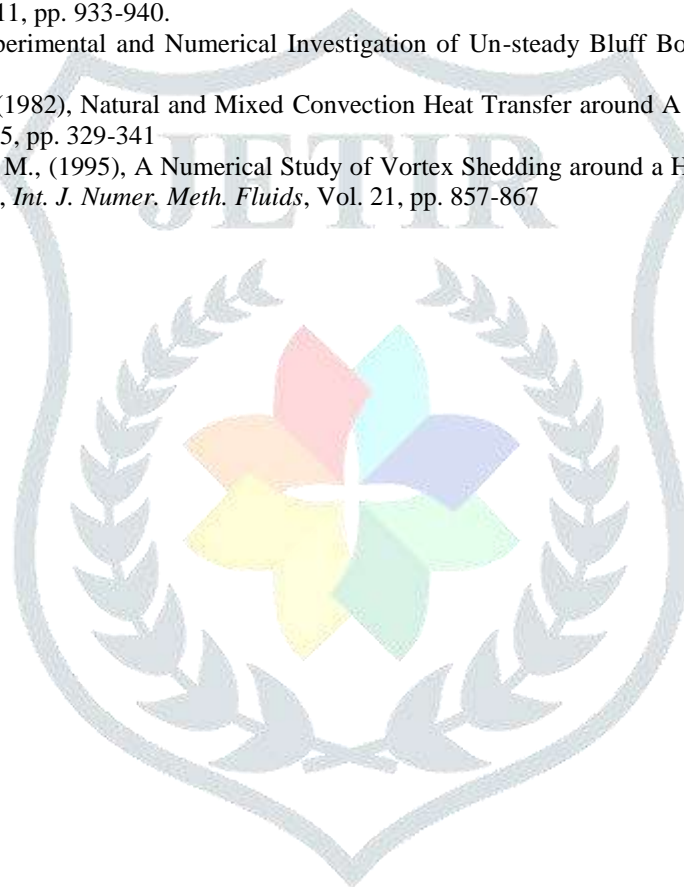 11, pp. 933-940.
perimental and Numerical Investigation of Un-steady Bluff Bo
(1982), Natural and Mixed Convection Heat Transfer around A
5, pp. 329-341
M., (1995), A Numerical Study of Vortex Shedding around a H
, Int. J. Numer. Meth. Fluids, Vol. 21, pp. 857-867
JETIR